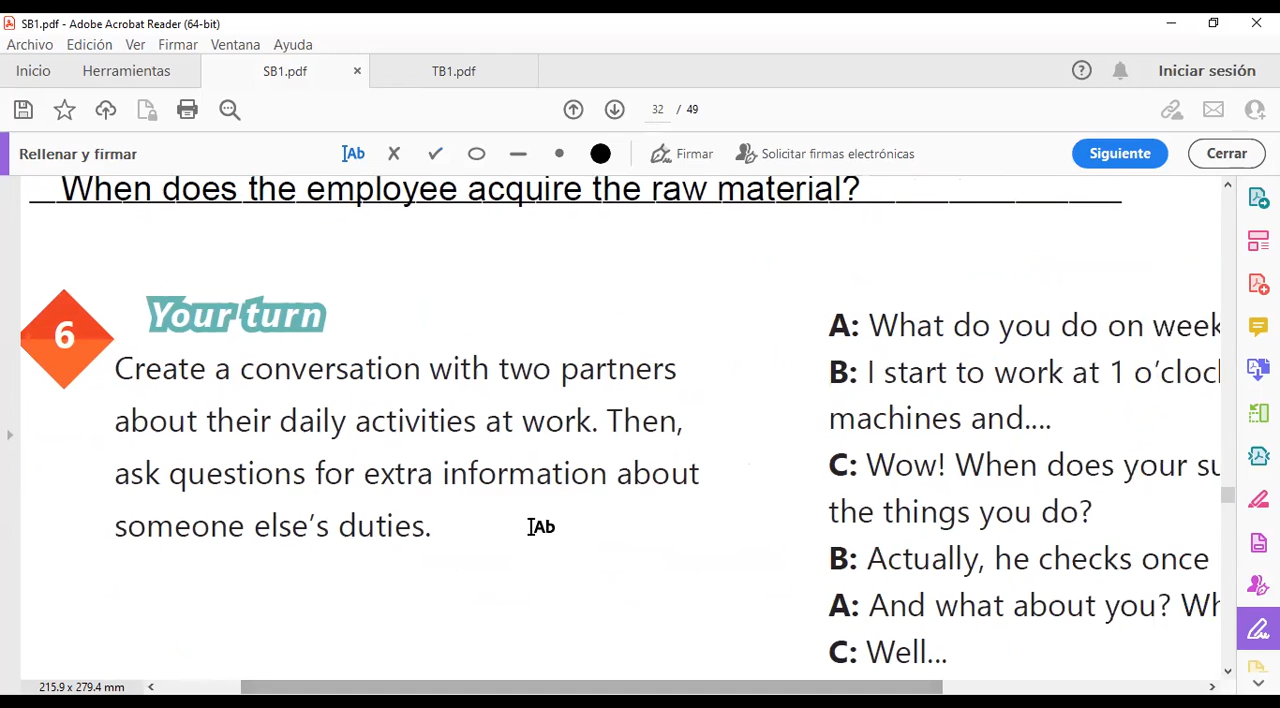 SB1.pdf - Adobe Acrobat Reader (64-bit)
Archivo Edición Ver Firmar Ventana Ayuda
Inicio Herramientas SB1.pdf × TB1.pdf Iniciar sesión
32 / 49
Rellenar y firmar Ab Firmar Solicitar firmas electrónicas Siguiente Cerrar
When does the employee acquire the raw material?
6 Your turn
Create a conversation with two partners
about their daily activities at work. Then,
ask questions for extra information about
someone else's duties.
Ab
A: What do you do on week
B: I start to work at 1 o'clocl
machines and....
C: Wow! When does your su
the things you do?
B: Actually, he checks once
A: And what about you? Wh
C: Well...
215.9 x 279.4 mm